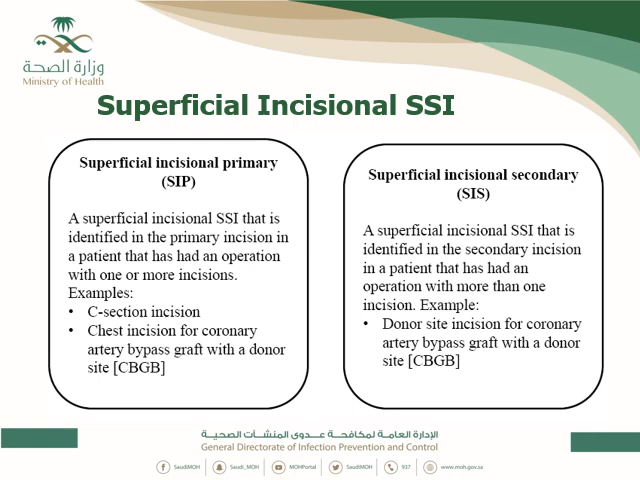 وزارة الصحة
Ministry of Health
Superficial Incisional SSI
Superficial incisional primary
(SIP)
A superficial incisional SSI that is
identified in the primary incision in
a patient that has had an operation
with one or more incisions.
Examples:
• C-section incision
• Chest incision for coronary
artery bypass graft with a donor
site [CBGB]
Superficial incisional secondary
(SIS)
A superficial incisional SSI that is
identified in the secondary incision
in a patient that has had an
operation with more than one
incision. Example:
• Donor site incision for coronary
artery bypass graft with a donor
site [CBGB]
الإدارة العامة لمكافحة عدوى المنشآت الصحية
General Directorate of Infection Prevention and Control
SaudiMOH Saudi_MOH MOHPortal SaudiMOH 937 www.moh.gov.sa